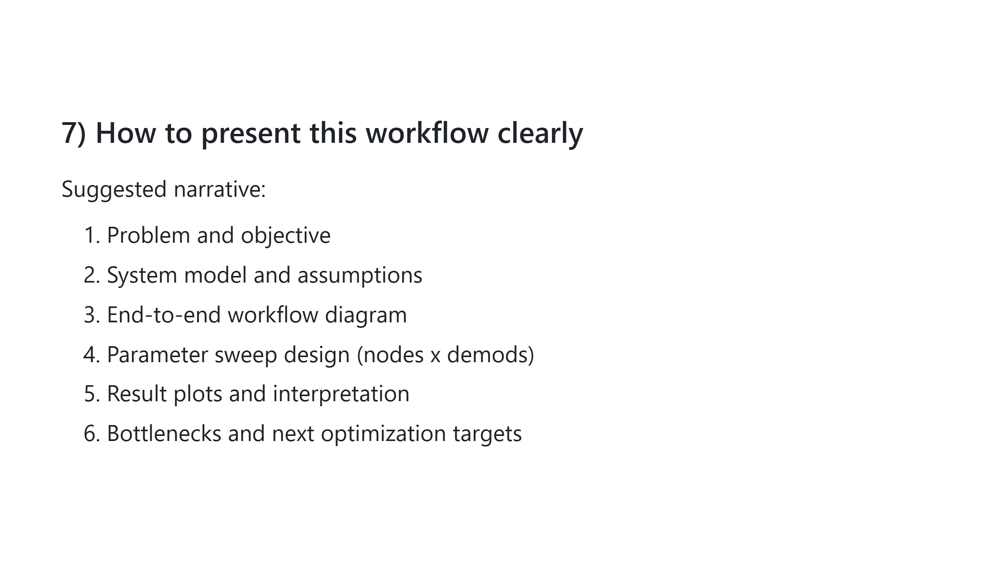 7) How to present this workflow clearly
Suggested narrative:
1. Problem and objective
2. System model and assumptions
3. End-to-end workflow diagram
4. Parameter sweep design (nodes x demods)
5. Result plots and interpretation
6. Bottlenecks and next optimization targets